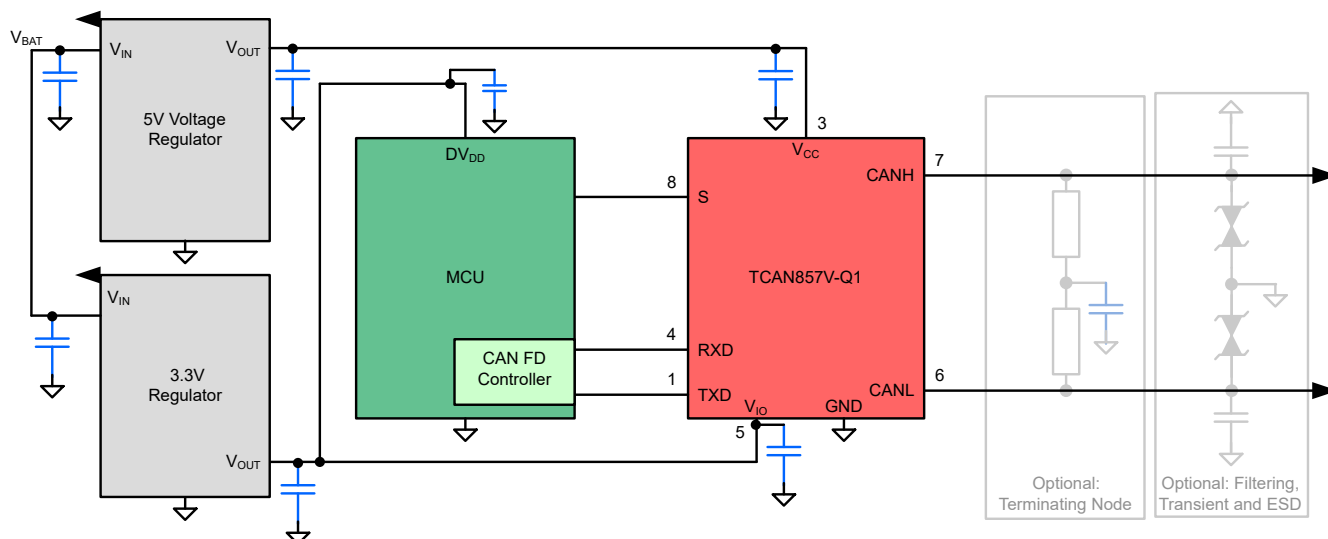 VBAT
VIN
VOUT
5V Voltage
Regulator
3
DVDD
VCC
CANH
7
8
S
MCU
TCAN857V-Q1
VIN
4
RXD
CAN FD
Controller
3.3V
Regulator
1
TXD
CANL
6
VIO
GND
5
VOUT
Optional:
Terminating Node
Optional: Filtering,
Transient and ESD